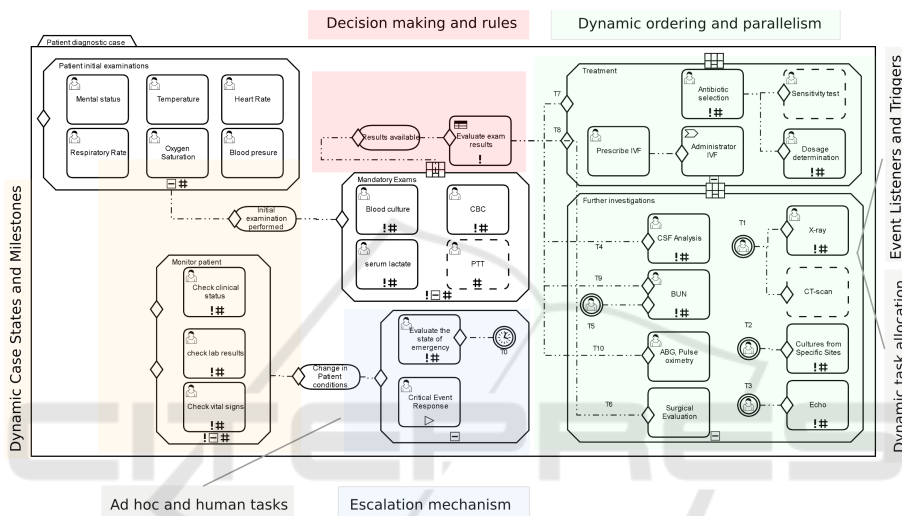 Decision making and rules
Dynamic ordering and parallelism
Patient diagnostic case
Patient initial examinations
Mental status
Temperature
Heart Rate
Respiratory Rate
Oxygen
Saturation
Blood presure
Results available
Evaluate exam
results
Treatment
T7
T8
Antibiotic
selection
Sensitivity test
Prescribe IVF
Administrator
IVF
Dosage
determination
Initial
examination
performed
Mandatory Exams
Blood culture
CBC
serum lactate
PTT
Further investigations
T4
CSF Analysis
T1
X-ray
T9
BUN
CT-scan
T5
T10
ABG, Pulse
oximetry
T2
Cultures from
Specific Sites
T6
Surgical
Evaluation
T3
Echo
Monitor patient
Check clinical
status
check lab results
Check vital signs
Change in
Patient
conditions
Evaluate the
state of
emergency
T0
Critical Event
Response
Dynamic Case States and Milestones
Event Listeners and Triggers
Dynamic task allocation
Ad hoc and human tasks
Escalation mechanism
CITEPRESS